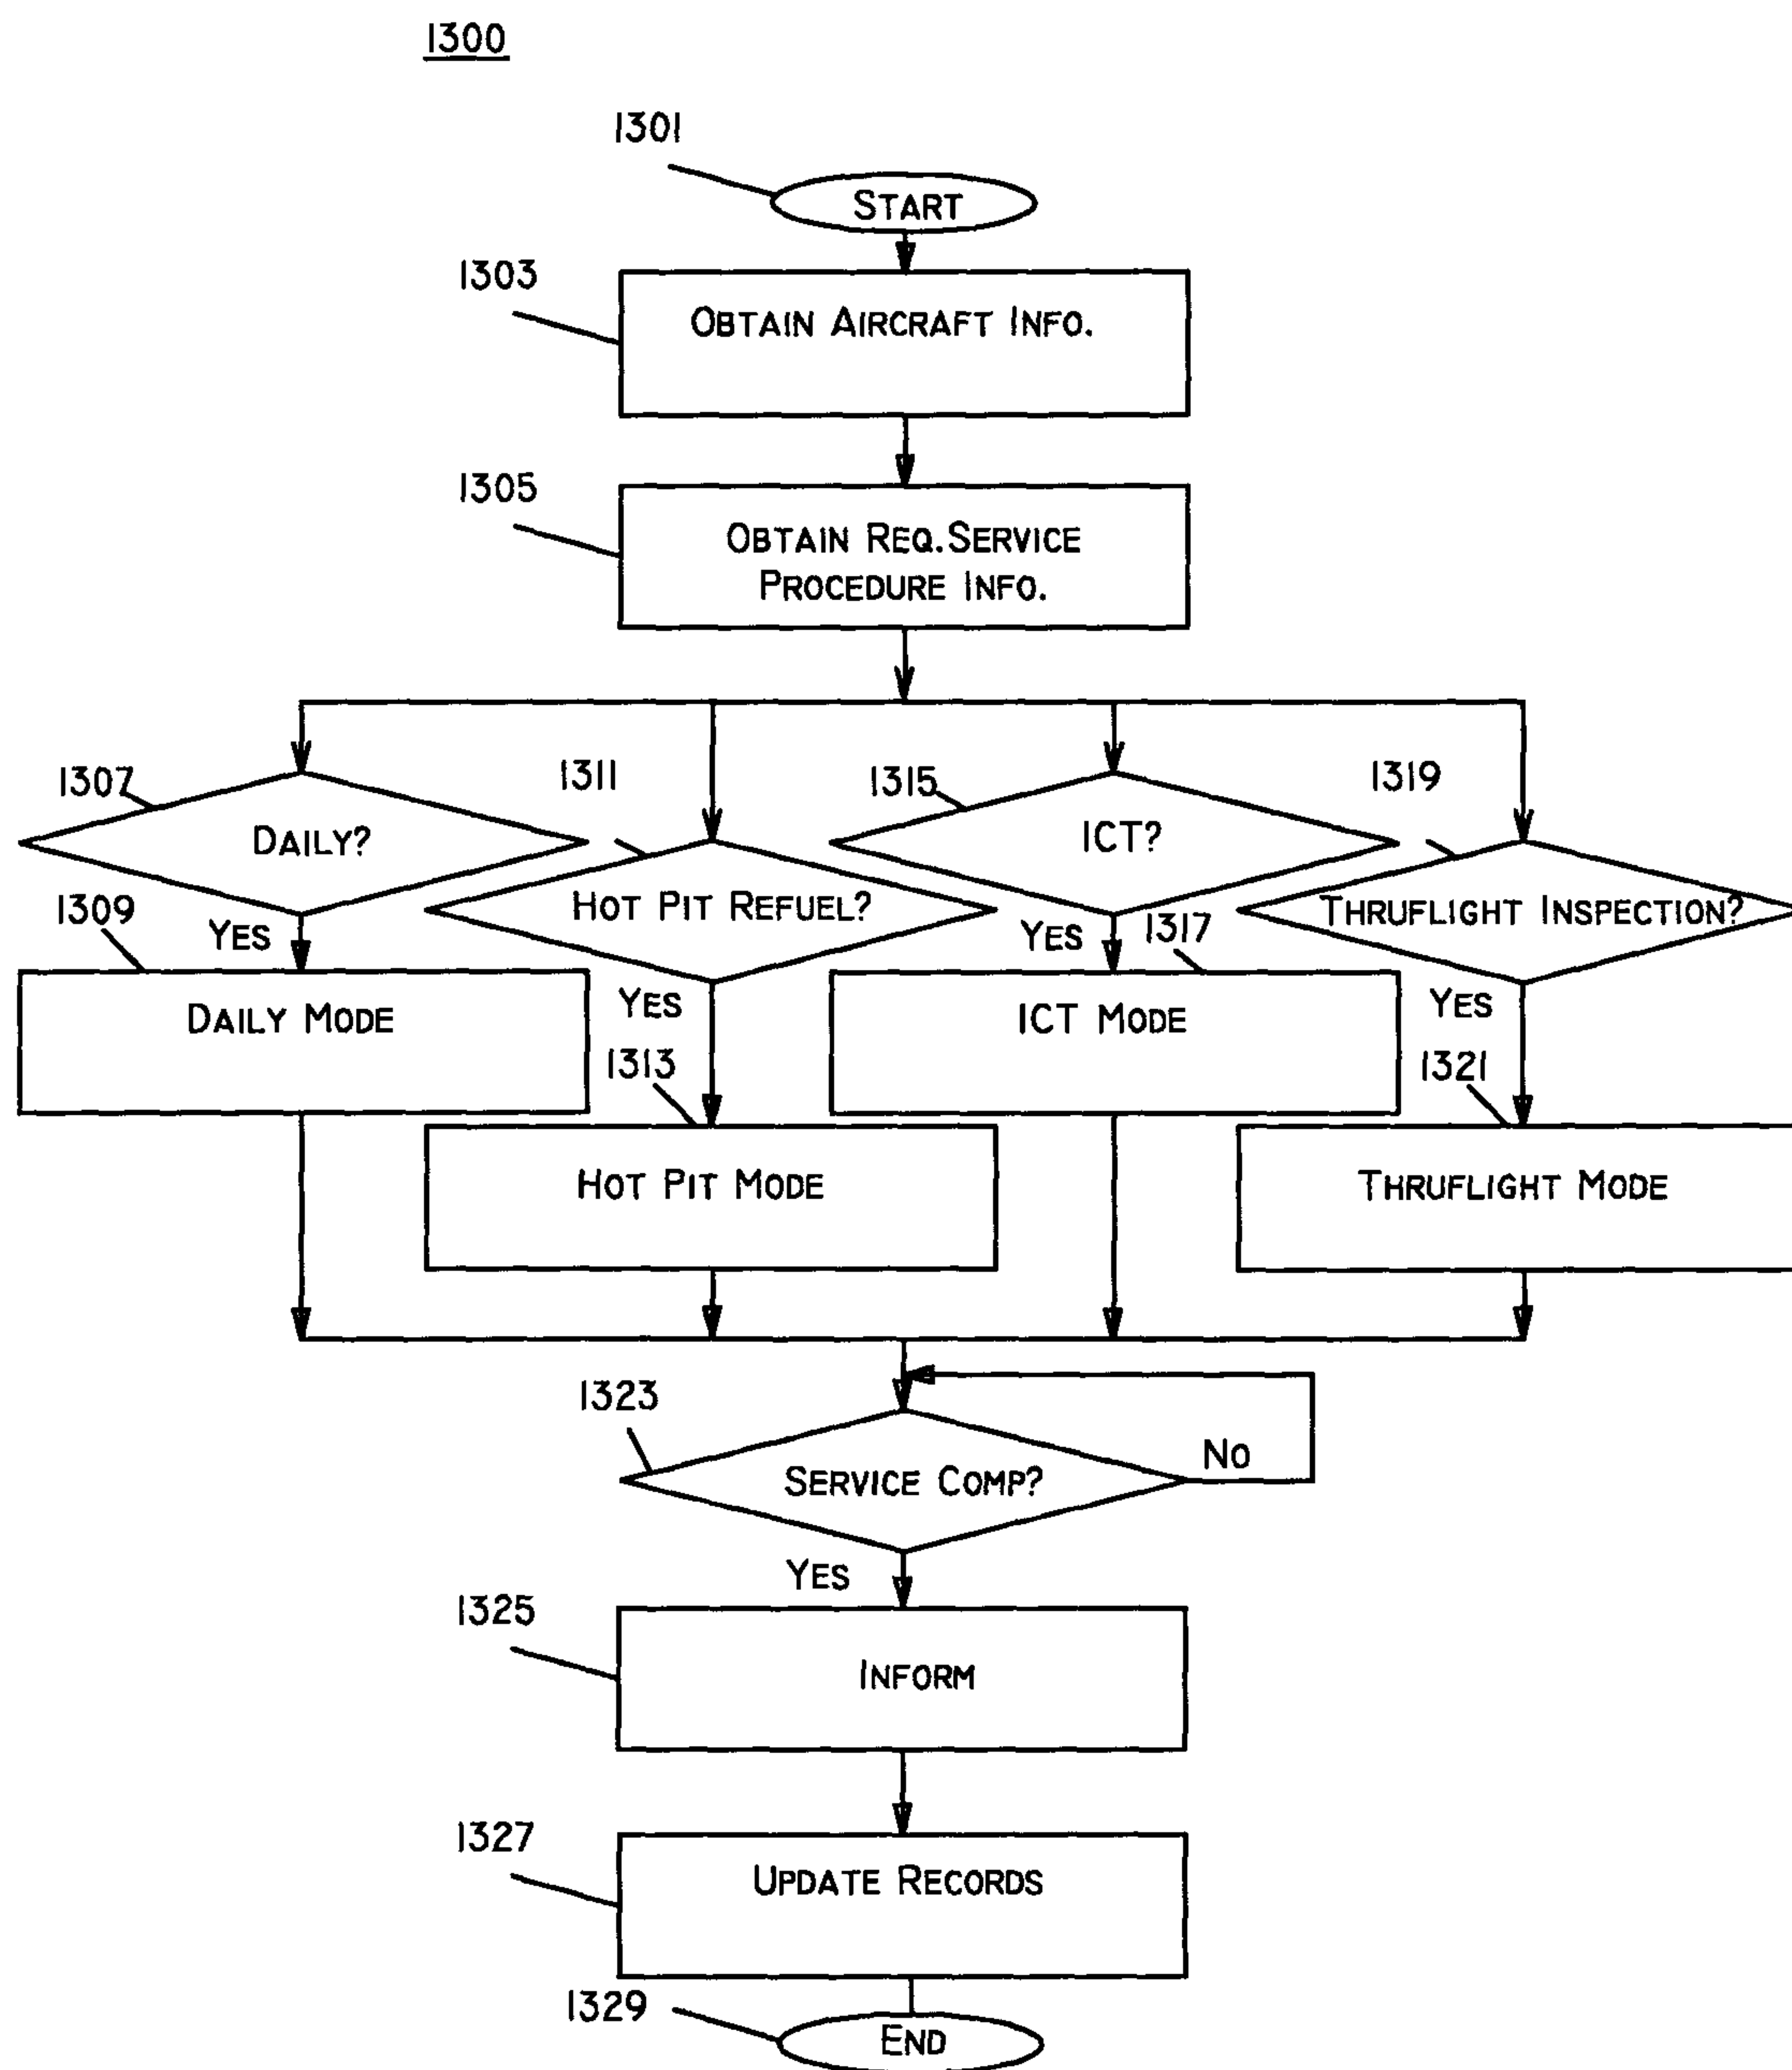 1300
1301
START
1303
OBTAIN AIRCRAFT INFO.
1305
OBTAIN REQ. SERVICE
PROCEDURE INFO.
1307
DAILY?
1311
HOT PIT REFUEL?
1315
ICT?
1319
THRUFLIGHT INSPECTION?
1309
YES
DAILY MODE
YES
1313
HOT PIT MODE
YES
1317
ICT MODE
YES
1321
THRUFLIGHT MODE
1323
SERVICE COMP?
NO
YES
1325
INFORM
1327
UPDATE RECORDS
1329
END